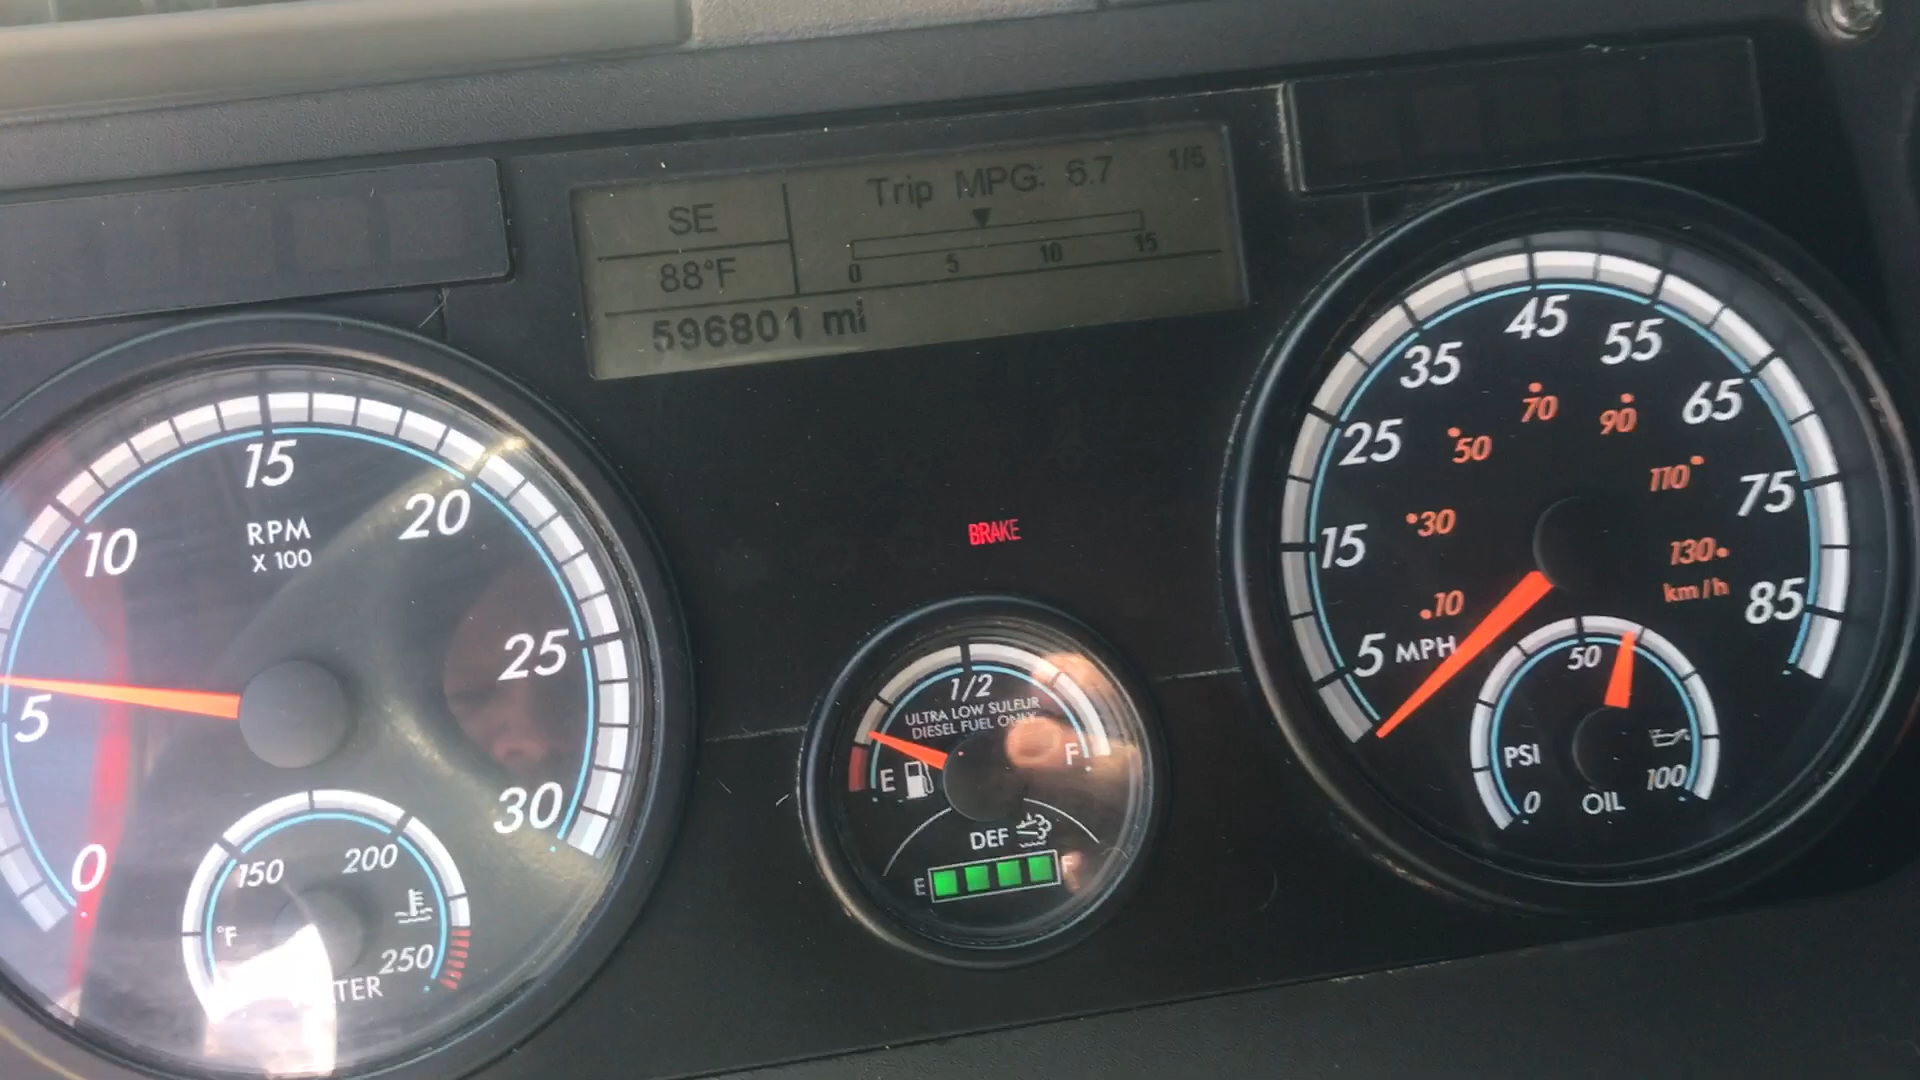 SE
88°F
Trip MPG: 6.7
1/5
0 5 10 15
596801 mi
0
5
10
15
20
25
30
RPM
X 100
150
200
250
°F
BRAKE
1/2
ULTRA LOW SULFUR
DIESEL FUEL ONLY
E
F
DEF
E
F
5
15
25
35
45
55
65
75
85
MPH
10
30
50
70
90
110
130
km/h
0
50
100
PSI
OIL